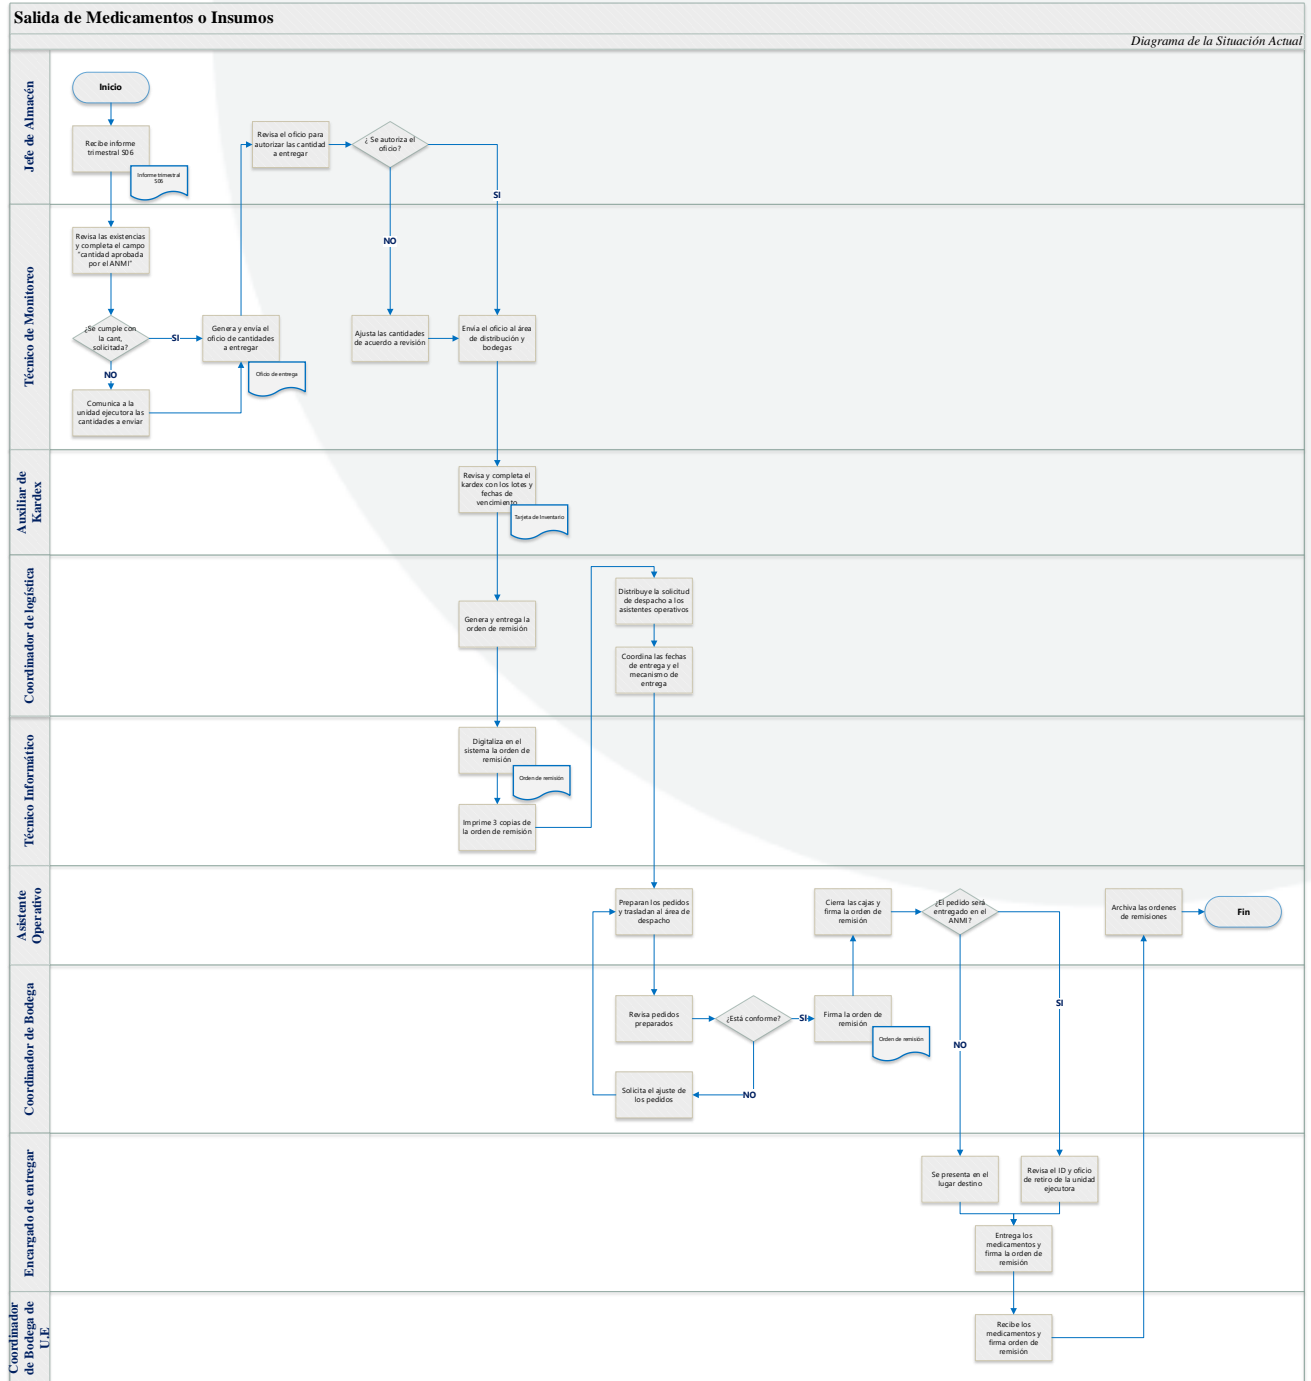 Salida de Medicamentos o Insumos
Diagrama de la Situación Actual
Jefe de Almacén
Inicio
Recibe informe
trimestral S06
Informe trimestral
S06
Revisa el oficio para
autorizar las cantidad
a entregar
¿ Se autoriza el
oficio?
SI
NO
Técnico de Monitoreo
Revisa las existencias
y completa el campo
"cantidad aprobada
por el ANMI"
¿Se cumple con
la cant,
solicitada?
SI
NO
Genera y envía el
oficio de cantidades
a entregar
Oficio de entrega
Comunica a la
unidad ejecutora las
cantidades a enviar
Ajusta las cantidades
de acuerdo a revisión
Envía el oficio al área
de distribución y
bodegas
Auxiliar de
Kardex
Revisa y completa el
kardex con los lotes y
fechas de
vencimiento
Tarjeta de Inventario
Coordinador de logística
Genera y entrega la
orden de remisión
Distribuye la solicitud
de despacho a los
asistentes operativos
Coordina las fechas
de entrega y el
mecanismo de
entrega
Técnico Informático
Digitaliza en el
sistema la orden de
remisión
Orden de remisión
Imprime 3 copias de
la orden de remisión
Asistente
Operativo
Preparan los pedidos
y trasladan al área de
despacho
Cierra las cajas y
firma la orden de
remisión
¿El pedido será
entregado en el
ANMI?
Archiva las ordenes
de remisiones
Fin
Coordinador de Bodega
Revisa pedidos
preparados
¿Está conforme?
SI
Firma la orden de
remisión
Orden de remisión
SI
NO
Solicita el ajuste de
los pedidos
NO
Encargado de entregar
Se presenta en el
lugar destino
Revisa el ID y oficio
de retiro de la unidad
ejecutora
Entrega los
medicamentos y
firma la orden de
remisión
Coordinador
de Bodega de
U.E
Recibe los
medicamentos y
firma orden de
remisión